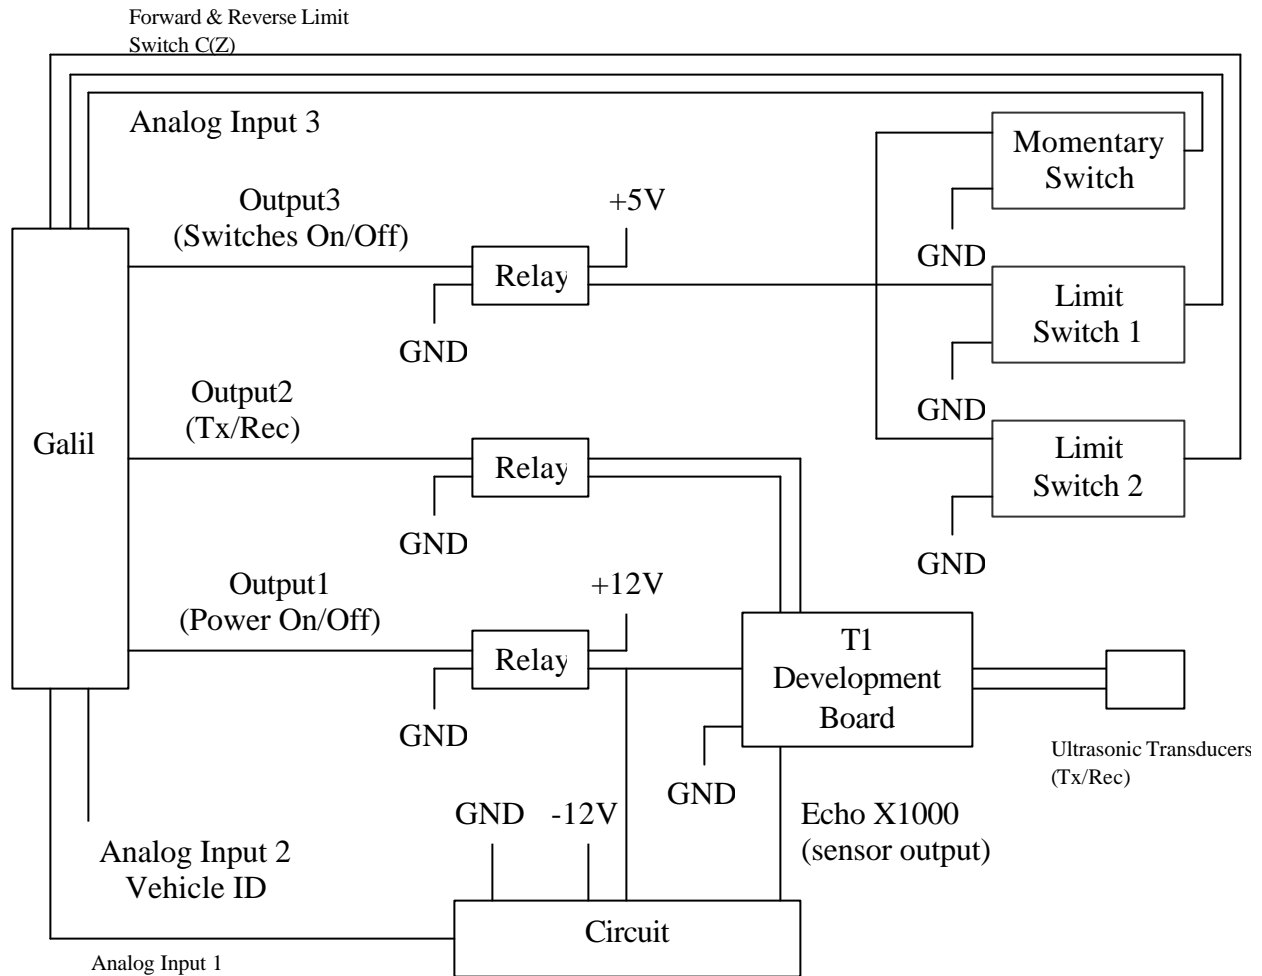 Forward & Reverse Limit
Switch C(Z)
Analog Input 3
Momentary
Switch
Output3
(Switches On/Off)
+5V
GND
Relay
Limit
Switch 1
GND
GND
Output2
(Tx/Rec)
Galil
Relay
Limit
Switch 2
GND
GND
Output1
(Power On/Off)
+12V
T1
Development
Board
Relay
GND
GND
Ultrasonic Transducers
(Tx/Rec)
GND
-12V
Echo X1000
(sensor output)
Analog Input 2
Vehicle ID
Circuit
Analog Input 1